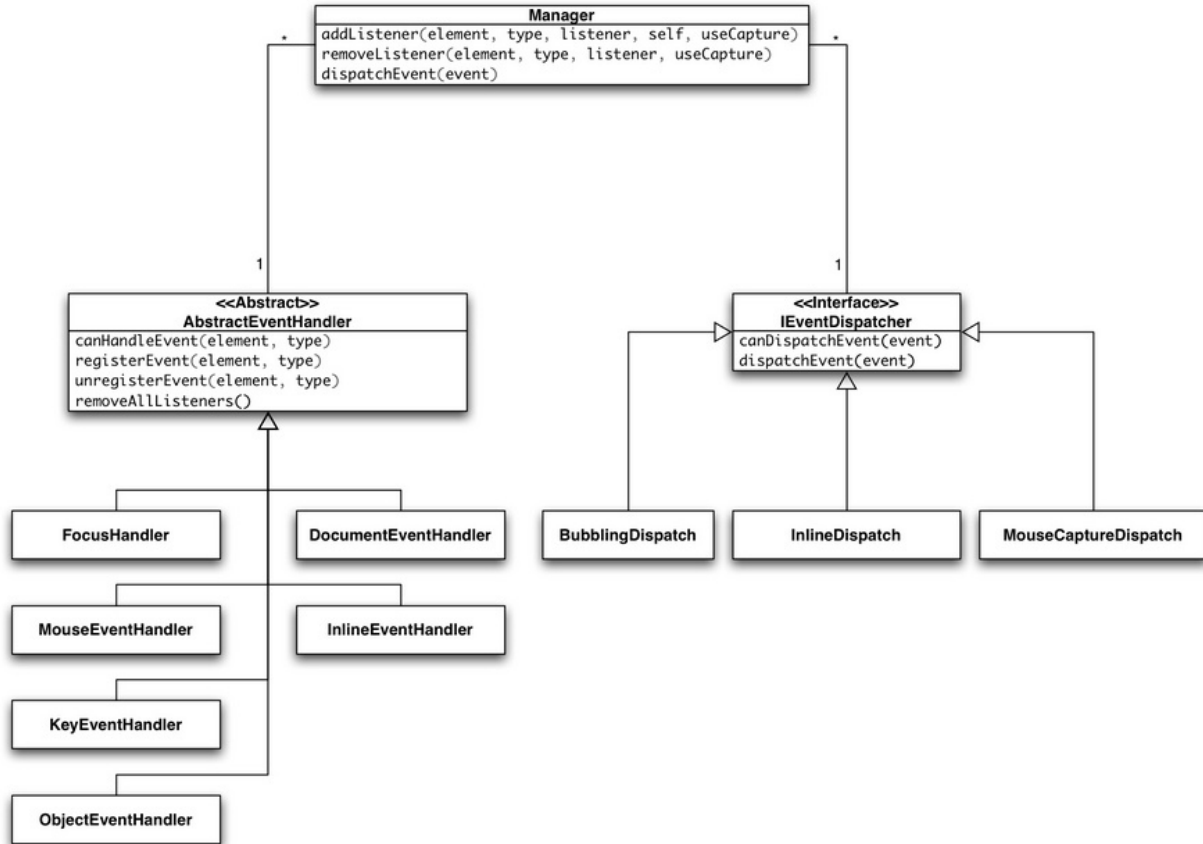 Manager
addListener(element, type, listener, self, useCapture)
removeListener(element, type, listener, useCapture)
dispatchEvent(event)
*
*
1
1
<<Abstract>>
AbstractEventHandler
canHandleEvent(element, type)
registerEvent(element, type)
unregisterEvent(element, type)
removeAllListeners()
<<Interface>>
IEventDispatcher
canDispatchEvent(event)
dispatchEvent(event)
FocusHandler
DocumentEventHandler
BubblingDispatch
InlineDispatch
MouseCaptureDispatch
MouseEventHandler
InlineEventHandler
KeyEventHandler
ObjectEventHandler